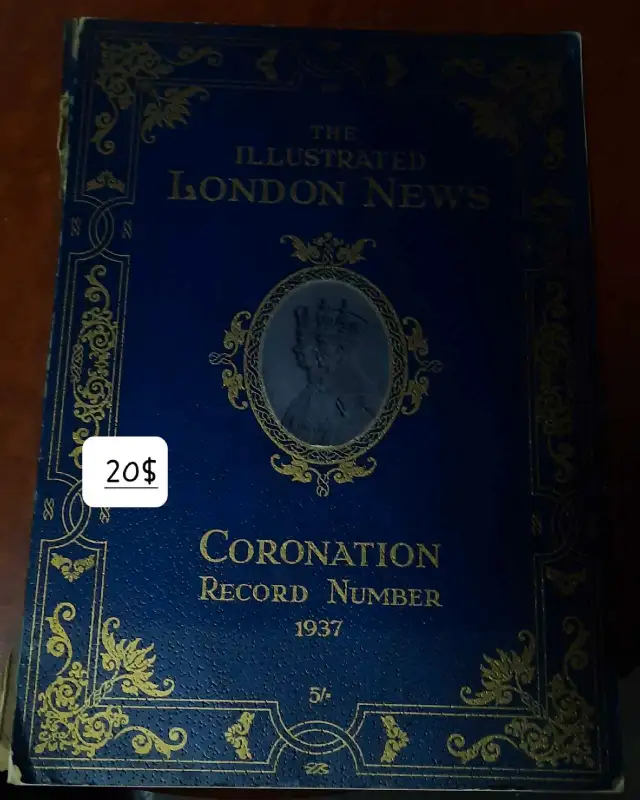 THE
ILLUSTRATED
LONDON NEWS
20$
CORONATION
RECORD NUMBER
1937
5/-